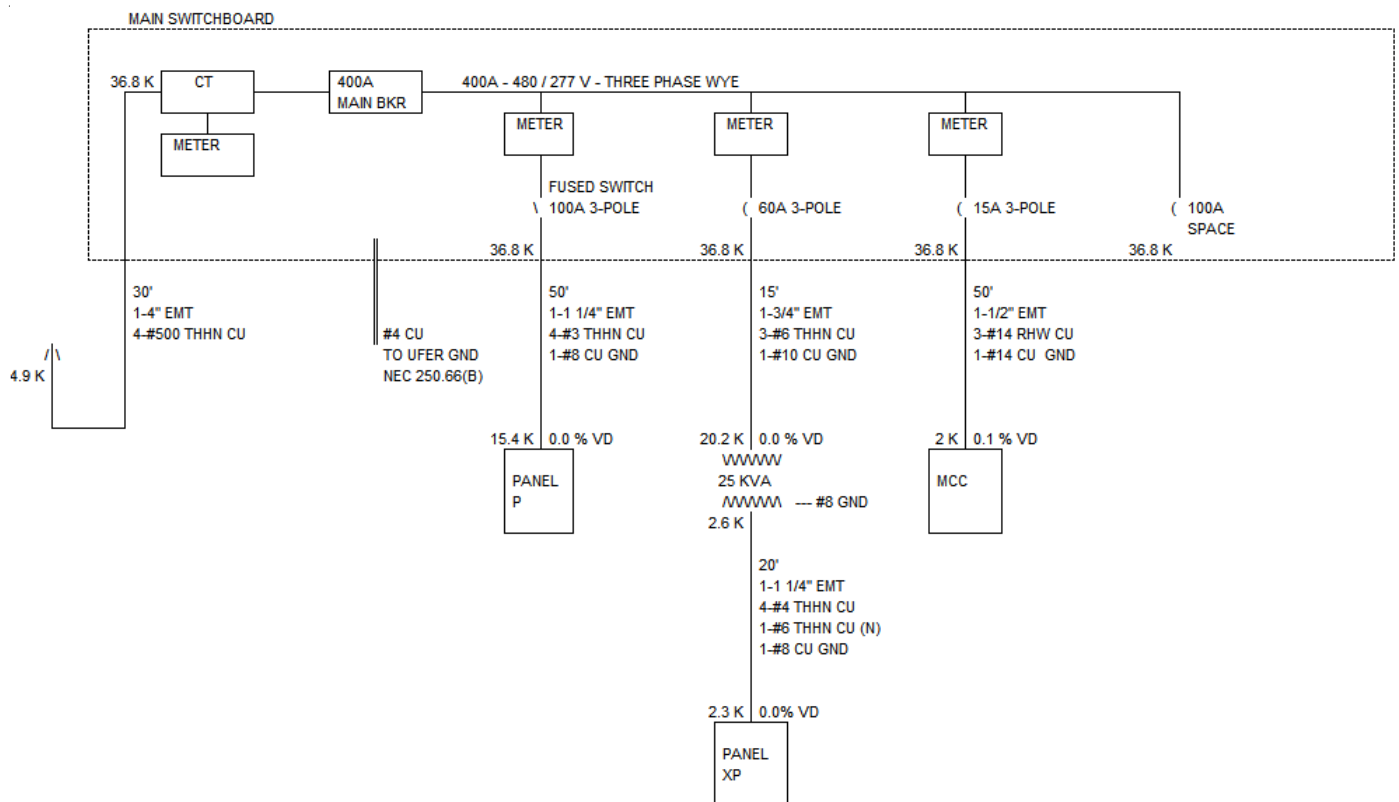 MAIN SWITCHBOARD
36.8 K
CT
METER
400A
MAIN BKR
400A - 480 / 277 V - THREE PHASE WYE
METER
METER
METER
FUSED SWITCH
\ 100A 3-POLE
( 60A 3-POLE
( 15A 3-POLE
( 100A
SPACE
36.8 K
36.8 K
36.8 K
36.8 K
30'
1-4" EMT
4-#500 THHN CU
/ \
4.9 K
#4 CU
TO UFER GND
NEC 250.66(B)
50'
1-1 1/4" EMT
4-#3 THHN CU
1-#8 CU GND
15'
1-3/4" EMT
3-#6 THHN CU
1-#10 CU GND
50'
1-1/2" EMT
3-#14 RHW CU
1-#14 CU GND
15.4 K 0.0 % VD
PANEL
P
20.2 K 0.0 % VD
25 KVA
--- #8 GND
2.6 K
2 K 0.1 % VD
MCC
20'
1-1 1/4" EMT
4-#4 THHN CU
1-#6 THHN CU (N)
1-#8 CU GND
2.3 K 0.0% VD
PANEL
XP